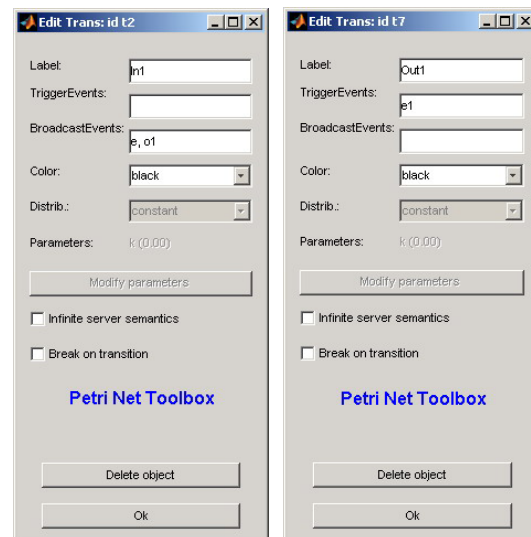 Edit Trans: id t2
Label:
In1
TriggerEvents:
BroadcastEvents:
e, o1
Color:
black
Distrib.:
constant
Parameters:
k (0.00)
Modify parameters
Infinite server semantics
Break on transition
Petri Net Toolbox
Delete object
Ok
Edit Trans: id t7
Label:
Out1
TriggerEvents:
e1
BroadcastEvents:
Color:
black
Distrib.:
constant
Parameters:
k (0.00)
Modify parameters
Infinite server semantics
Break on transition
Petri Net Toolbox
Delete object
Ok